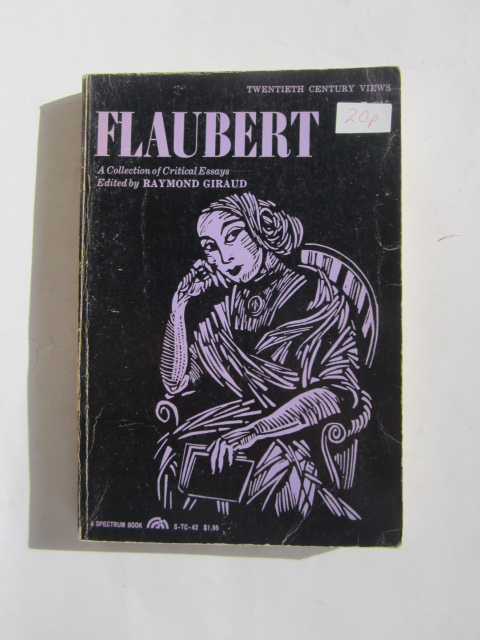 TWENTIETH CENTURY VIEWS
FLAUBERT
20p
A Collection of Critical Essays
Edited by RAYMOND GIRAUD
A SPECTRUM BOOK S-TC-42 $1.95